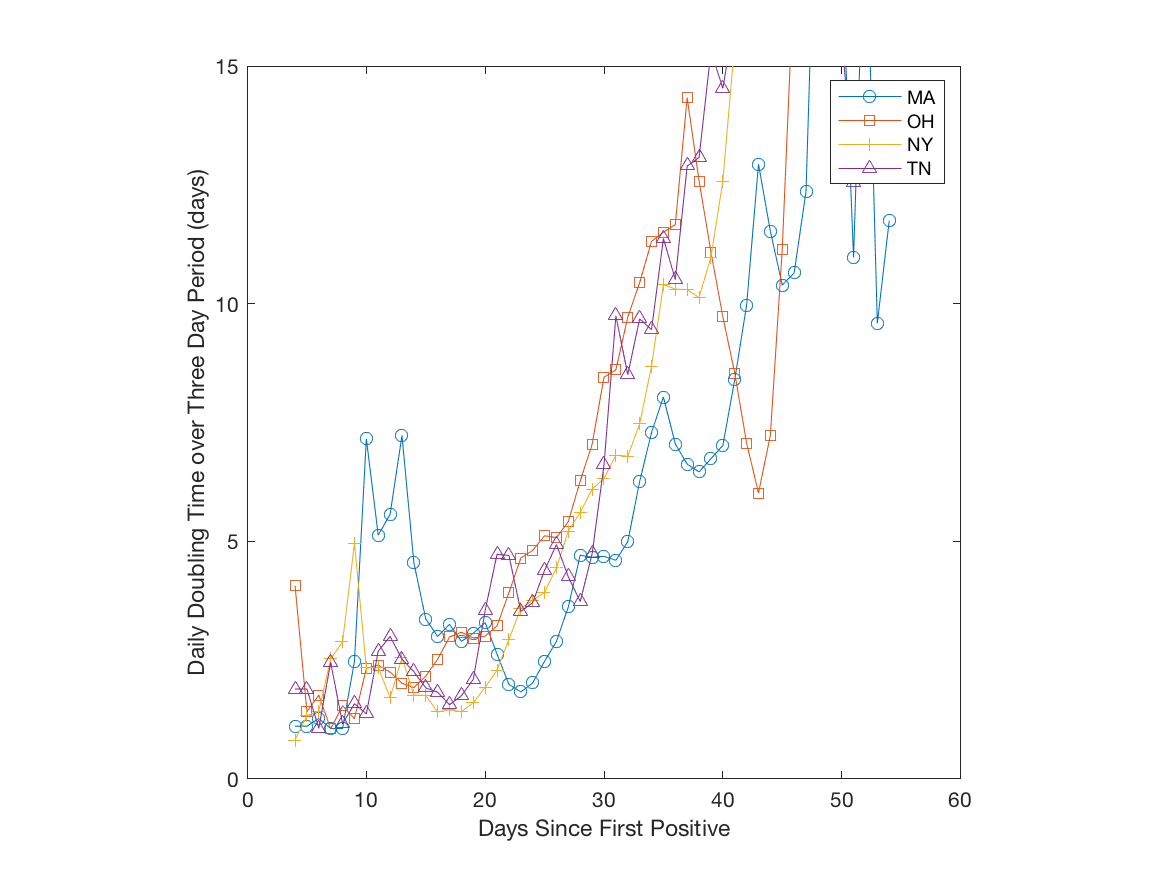 15
10
5
0
0 10 20 30 40 50 60
Daily Doubling Time over Three Day Period (days)
Days Since First Positive
MA
OH
NY
TN